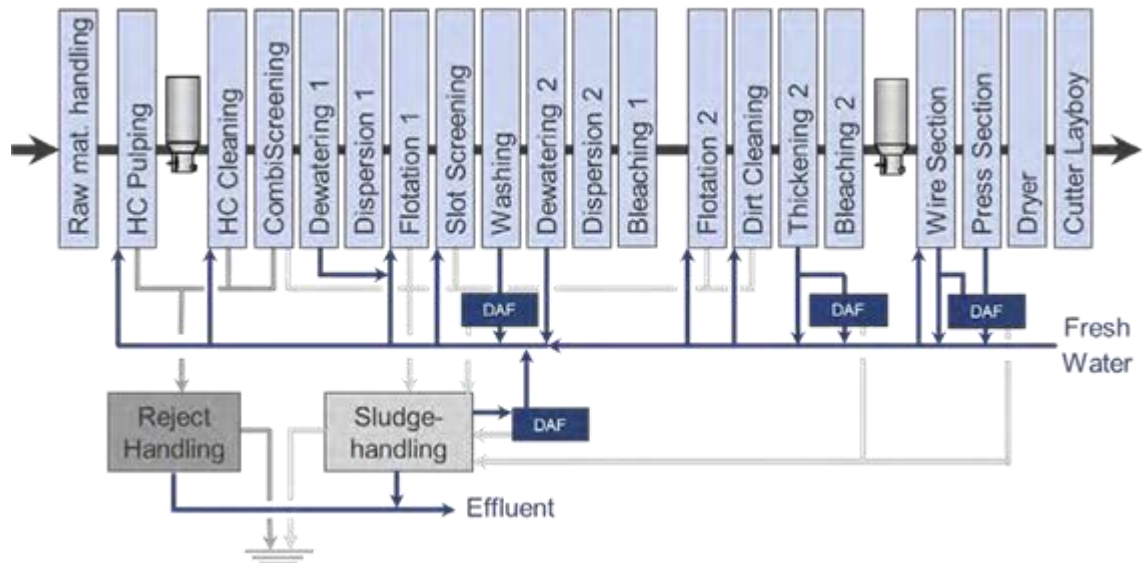 Raw mat. handling
HC Pulping
HC Cleaning
CombiScreening
Dewatering 1
Dispersion 1
Flotation 1
Slot Screening
Washing
Dewatering 2
Dispersion 2
Bleaching 1
Flotation 2
Dirt Cleaning
Thickening 2
Bleaching 2
Wire Section
Press Section
Dryer
Cutter Layboy
DAF
DAF
DAF
Fresh
Water
Reject
Handling
Sludge-
handling
DAF
Effluent